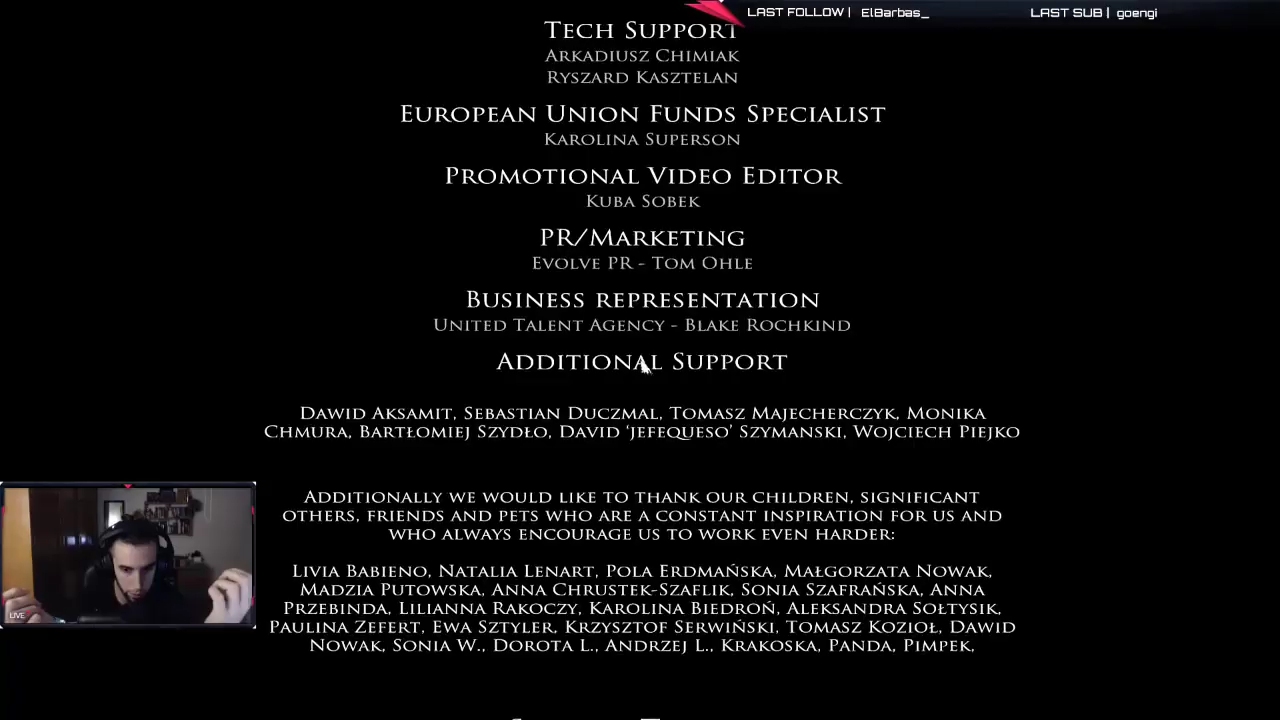 LAST FOLLOW | ElBarbas_
LAST SUB | goengi
Tech Support
Arkadiusz Chimiak
Ryszard Kasztelan
European Union Funds Specialist
Karolina Superson
Promotional Video Editor
Kuba Sobek
PR/Marketing
Evolve PR - Tom Ohle
Business representation
United Talent Agency - Blake Rochkind
Additional Support
Dawid Aksamit, Sebastian Duczmal, Tomasz Majecherczyk, Monika
Chmura, Bartłomiej Szydło, David ‘jefequeso’ Szymanski, Wojciech Piejko
Additionally we would like to thank our children, significant
others, friends and pets who are a constant inspiration for us and
who always encourage us to work even harder:
Livia Babieno, Natalia Lenart, Pola Erdmańska, Małgorzata Nowak,
Madzia Putowska, Anna Chrustek-Szaflik, Sonia Szafrańska, Anna
Przebinda, Lilianna Rakoczy, Karolina Biedroń, Aleksandra Sołtysik,
Paulina Zefert, Ewa Sztyler, Krzysztof Serwiński, Tomasz Kozioł, Dawid
Nowak, Sonia W., Dorota L., Andrzej L., Krakoska, Panda, Pimpek,
LIVE